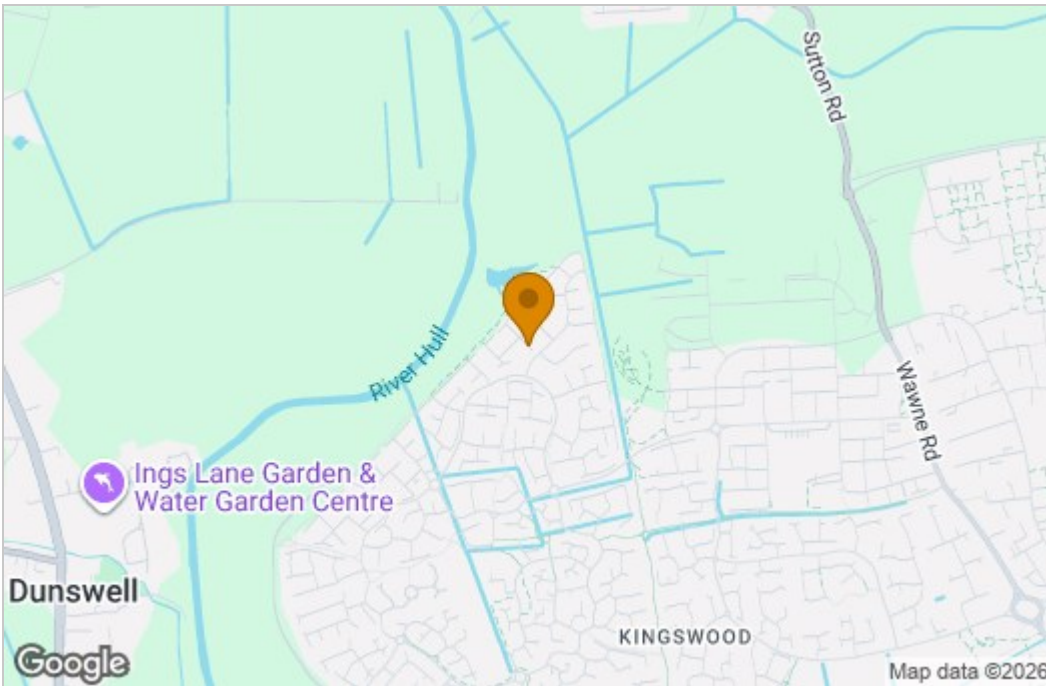 Sutton Rd
River Hull
Wawne Rd
Ings Lane Garden &
Water Garden Centre
Dunswell
KINGSWOOD
Google
Map data ©2026